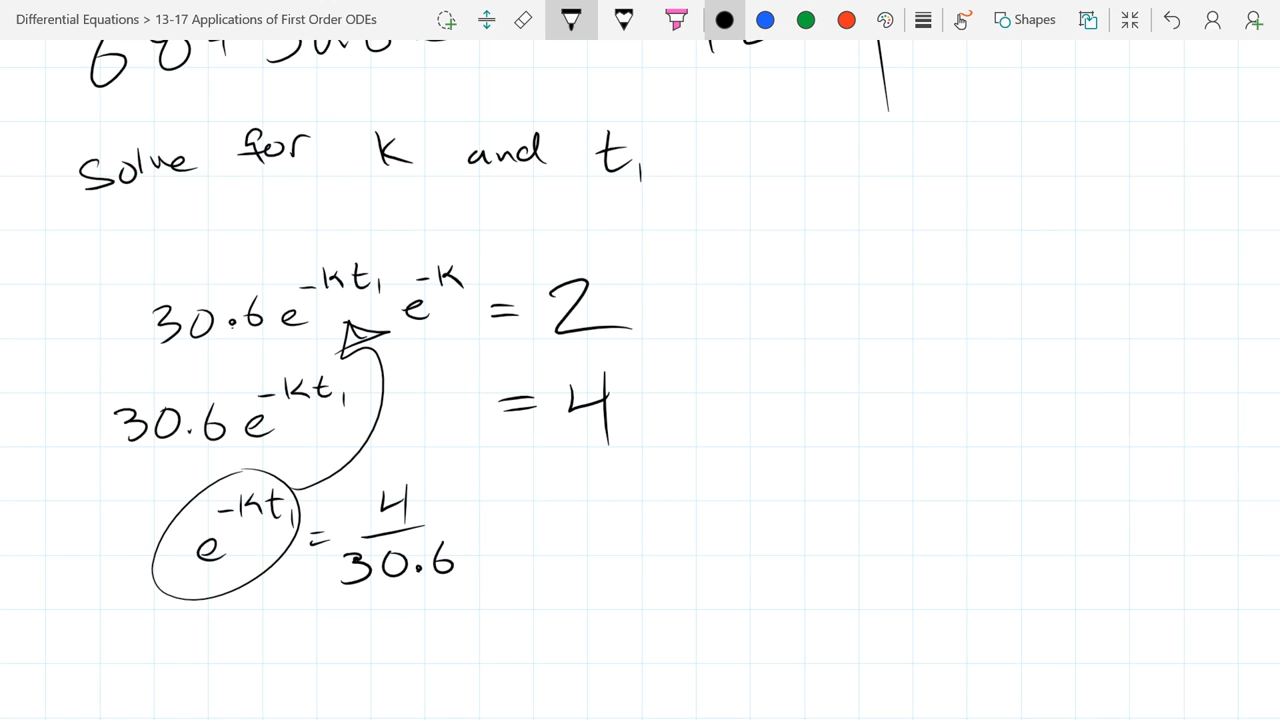 Differential Equations > 13-17 Applications of First Order ODEs
Shapes
Solve for k and t₁
30.6 e^{-kt₁} e^{-k} = 2
30.6 e^{-kt₁} = 4
e^{-kt₁} = 4/30.6